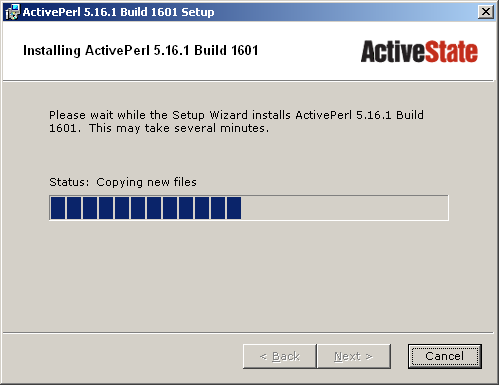 ActivePerl 5.16.1 Build 1601 Setup
Installing ActivePerl 5.16.1 Build 1601
ActiveState
Please wait while the Setup Wizard installs ActivePerl 5.16.1 Build
1601. This may take several minutes.
Status: Copying new files
< Back Next > Cancel